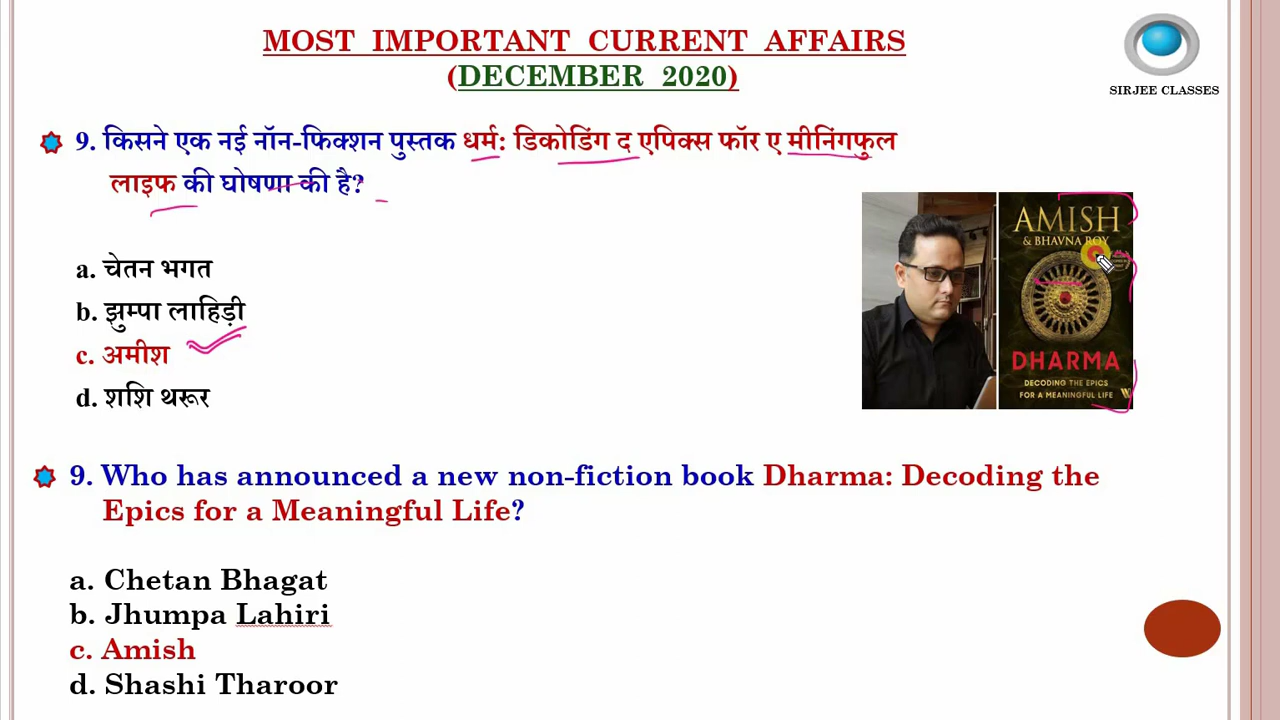 MOST IMPORTANT CURRENT AFFAIRS
(DECEMBER 2020)
SIRJEE CLASSES
9. किसने एक नई नॉन-फिक्शन पुस्तक धर्म: डिकोडिंग द एपिक्स फॉर ए मीनिंगफुल
लाइफ की घोषणा की है?
a. चेतन भगत
b. झुम्पा लाहिड़ी
c. अमीश
d. शशि थरूर
AMISH
& BHAVNA ROY
DHARMA
DECODING THE EPICS
FOR A MEANINGFUL LIFE
9. Who has announced a new non-fiction book Dharma: Decoding the
Epics for a Meaningful Life?
a. Chetan Bhagat
b. Jhumpa Lahiri
c. Amish
d. Shashi Tharoor